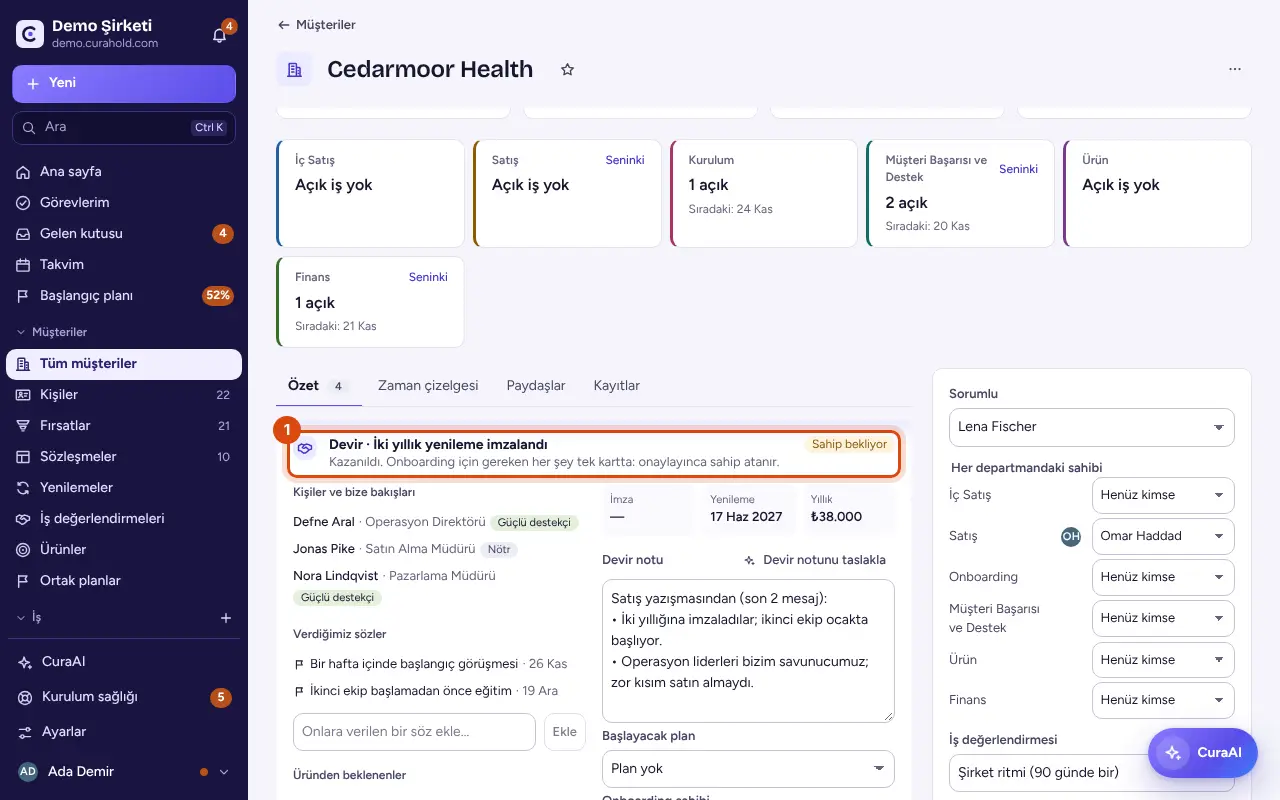 Demo Şirketi
demo.curahold.com
4
Yeni
Ara
Ctrl K
Ana sayfa
Görevlerim
Gelen kutusu
4
Takvim
Başlangıç planı
52%
Müşteriler
Tüm müşteriler
Kişiler
22
Fırsatlar
21
Sözleşmeler
10
Yenilemeler
İş değerlendirmeleri
Ürünler
Ortak planlar
İş
CuraAI
Kurulum sağlığı
5
Ayarlar
AD
Ada Demir
Müşteriler
Cedarmoor Health
İç Satış
Açık iş yok
Satış
Seninki
Açık iş yok
Kurulum
1 açık
Sıradaki: 24 Kas
Müşteri Başarısı ve
Destek
Seninki
2 açık
Sıradaki: 20 Kas
Ürün
Açık iş yok
Finans
Seninki
1 açık
Sıradaki: 21 Kas
Özet 4
Zaman çizelgesi
Paydaşlar
Kayıtlar
1
Devir · İki yıllık yenileme imzalandı
Sahip bekliyor
Kazanıldı. Onboarding için gereken her şey tek kartta: onaylayınca sahip atanır.
Kişiler ve bize bakışları
Defne Aral · Operasyon Direktörü Güçlü destekçi
Jonas Pike · Satın Alma Müdürü Nötr
Nora Lindqvist · Pazarlama Müdürü
Güçlü destekçi
Verdiğimiz sözler
Bir hafta içinde başlangıç görüşmesi · 26 Kas
İkinci ekip başlamadan önce eğitim · 19 Ara
Onlara verilen bir söz ekle...
Ekle
Üründen beklenenler
İmza
—
Yenileme
17 Haz 2027
Yıllık
₺38.000
Devir notu
Devir notunu taslakla
Satış yazışmasından (son 2 mesaj):
• İki yıllığına imzaladılar; ikinci ekip ocakta
başlıyor.
• Operasyon liderleri bizim savunucumuz;
zor kısım satın almaydı.
Başlayacak plan
Plan yok
Onboarding sahibi
Sorumlu
Lena Fischer
Her departmandaki sahibi
İç Satış
Henüz kimse
Satış
OH
Omar Haddad
Onboarding
Henüz kimse
Müşteri Başarısı
ve Destek
Henüz kimse
Ürün
Henüz kimse
Finans
Henüz kimse
İş değerlendirmesi
Şirket ritmi (90 günde bir)
CuraAI